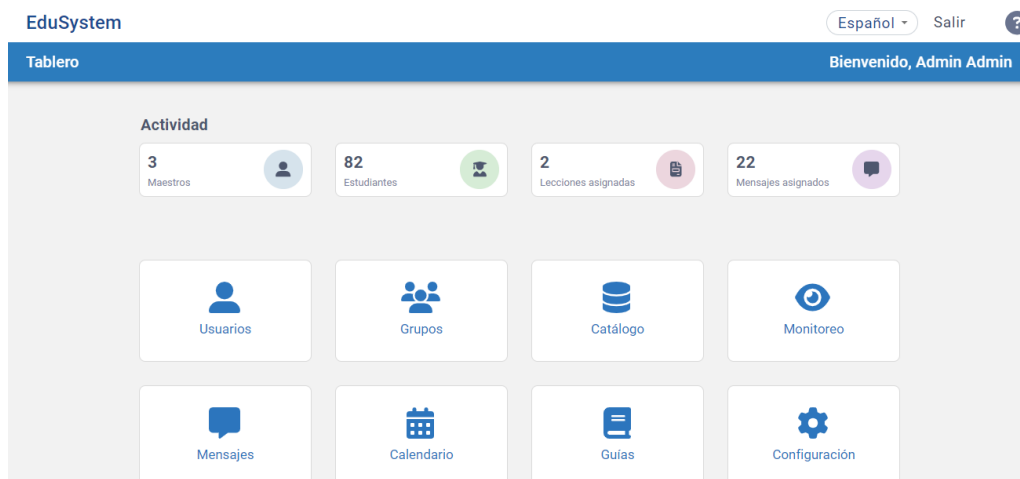 EduSystem
Español Salir ?
Tablero Bienvenido, Admin Admin
Actividad
3 82 2 22
Maestros Estudiantes Lecciones asignadas Mensajes asignados
Usuarios Grupos Catálogo Monitoreo
Mensajes Calendario Guías Configuración